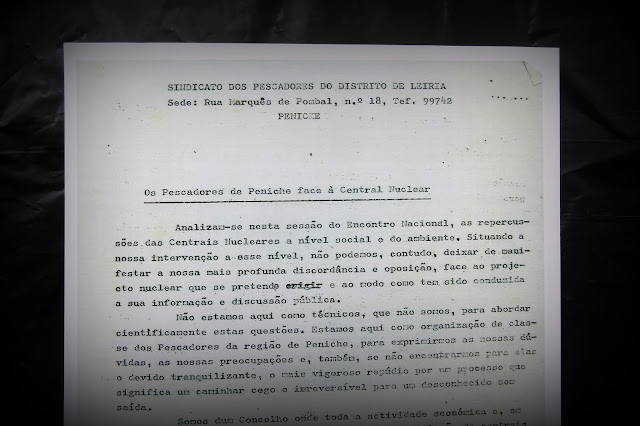 SINDICATO DOS PESCADORES DO DISTRITO DE LEIRIA
Sede: Rua Marquês de Pombal, n.º 18, Tef. 99742
PENICHE
Os Pescadores de Peniche face à Central Nuclear
Analizam-se nesta sessão do Encontro Nacional, as repercus-
sões das Centrais Nucleares a nível social e do ambiente. Situando a
nossa intervenção a esse nível, não podemos, contudo, deixar de mani-
festar a nossa mais profunda discordância e oposição, face ao proje-
cto nuclear que se pretende erigir e ao modo como tem sido conduzida
a sua informação e discussão pública.
Não estamos aqui como técnicos, que não somos, para abordar
cientificamente estas questões. Estamos aqui como organização de clas-
se dos Pescadores da região de Peniche, para exprimirmos as nossas dú-
vidas, as nossas preocupações e, também, se não encontrarmos para elas
o devido tranquilizante, o mais vigoroso repúdio por um processo que
significa um caminhar cego e irreversível para um desconhecido sem
saída.
Somos dum Concelho onde toda a actividade económica e, em